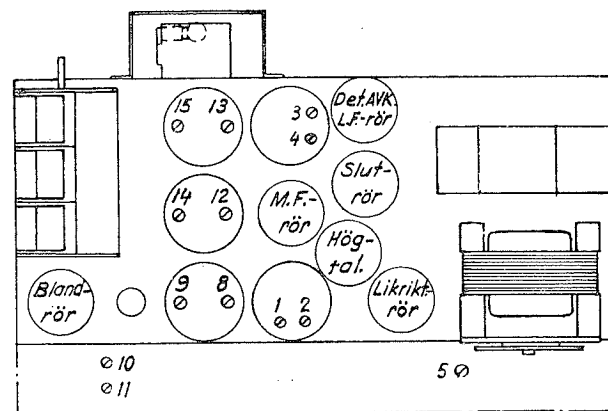 15 13
3
4
Det. AVK.
L.F.-rör
Slut-
rör
14 12
M.F.-
rör
Hög-
tal.
Bland-
rör
9 8
1 2
Likrikt.-
rör
10
11
5